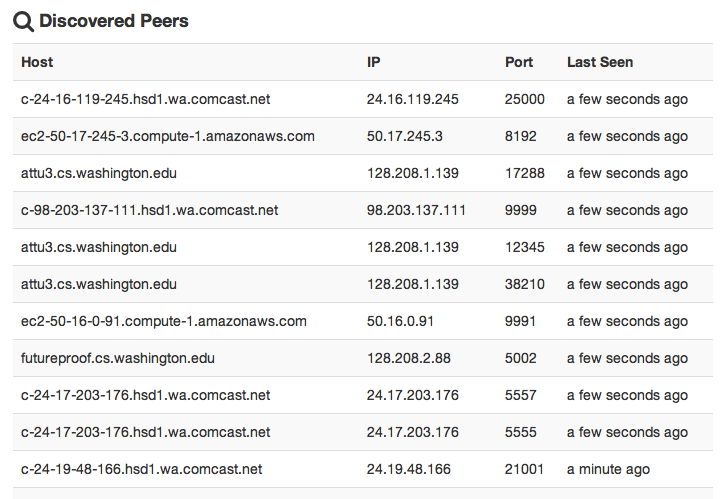 Discovered Peers
Host IP Port Last Seen
c-24-16-119-245.hsd1.wa.comcast.net 24.16.119.245 25000 a few seconds ago
ec2-50-17-245-3.compute-1.amazonaws.com 50.17.245.3 8192 a few seconds ago
attu3.cs.washington.edu 128.208.1.139 17288 a few seconds ago
c-98-203-137-111.hsd1.wa.comcast.net 98.203.137.111 9999 a few seconds ago
attu3.cs.washington.edu 128.208.1.139 12345 a few seconds ago
attu3.cs.washington.edu 128.208.1.139 38210 a few seconds ago
ec2-50-16-0-91.compute-1.amazonaws.com 50.16.0.91 9991 a few seconds ago
futureproof.cs.washington.edu 128.208.2.88 5002 a few seconds ago
c-24-17-203-176.hsd1.wa.comcast.net 24.17.203.176 5557 a few seconds ago
c-24-17-203-176.hsd1.wa.comcast.net 24.17.203.176 5555 a few seconds ago
c-24-19-48-166.hsd1.wa.comcast.net 24.19.48.166 21001 a minute ago